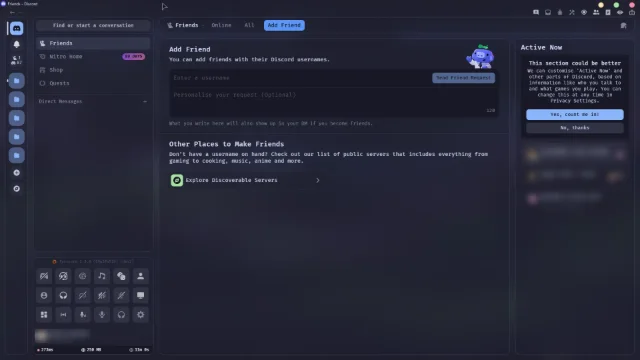 Friends - Discord
Find or start a conversation
Friends
Nitro Home
Shop
Quests
Direct Messages
Friends
Online
All
Add Friend
Add Friend
You can add friends with their Discord usernames.
Enter a username
Send Friend Request
Personalize your request (Optional)
What you write here will also show up in your DM if you become friends.
Other Places to Make Friends
Don't have a username on hand? Check out our list of public servers that includes everything from
gaming to cooking, music, anime and more.
Explore Discoverable Servers
Active Now
This section could be better
We can customise 'Active Now' and
other parts of Discord, based on
information like who you talk to
and what games you play. You can
change this at any time in
Privacy Settings.
Yes, count me in!
No, thanks